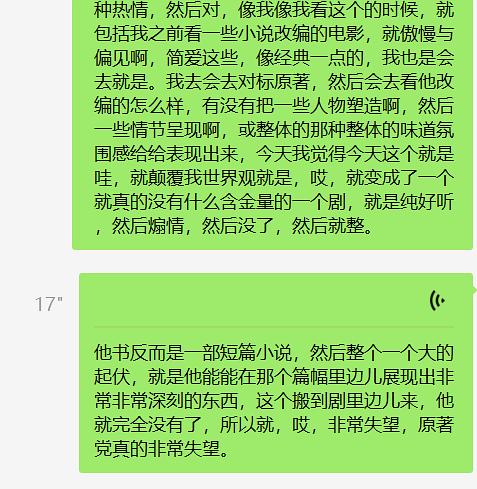 种热情，然后对，像我像我看这个的时候，就
包括我之前看一些小说改编的电影，就傲慢与
偏见啊，简爱这些，像经典一点的，我也是会
去就是。我去会去对标原著，然后会去看他改
编的怎么样，有没有把一些人物塑造啊，然后
一些情节呈现啊，或整体的那种整体的味道氛
围感给给表现出来，今天我觉得今天这个就是
哇，就颠覆我世界观就是，哎，就变成了一个
就真的没有什么含金量的一个剧，就是纯好听
，然后煽情，然后没了，然后就整。
17"
他书反而是一部短篇小说，然后整个一个大的
起伏，就是他能能在那个篇幅里边儿展现出非
常非常深刻的东西，这个搬到剧里边儿来，他
就完全没有了，所以就，哎，非常失望，原著
党真的非常失望。